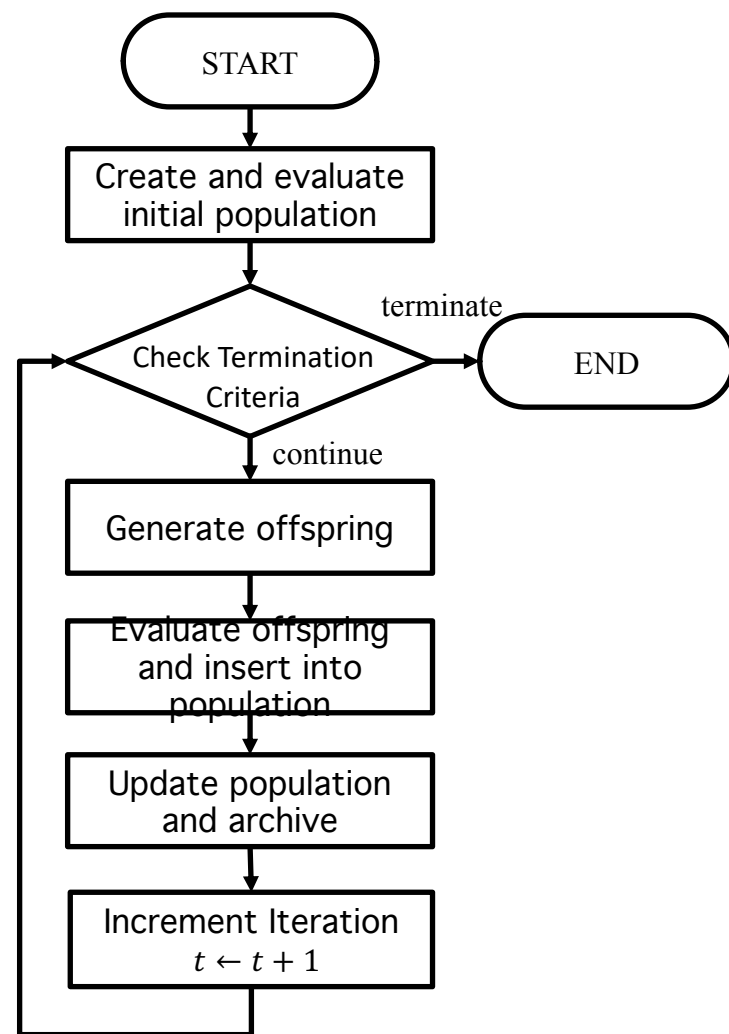 START
Create and evaluate
initial population
terminate
Check Termination
Criteria
END
continue
Generate offspring
Evaluate offspring
and insert into
population
Update population
and archive
Increment Iteration
t ← t + 1